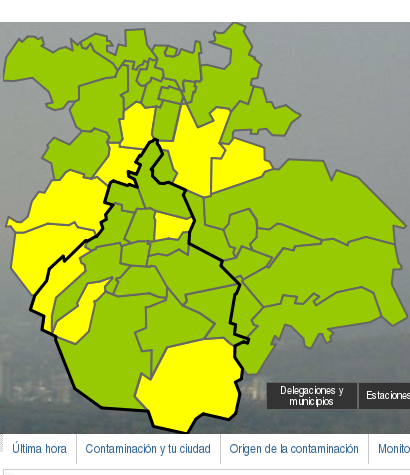 Delegaciones y
municipios
Estaciones
Última hora
Contaminación y tu ciudad
Origen de la contaminación
Monito